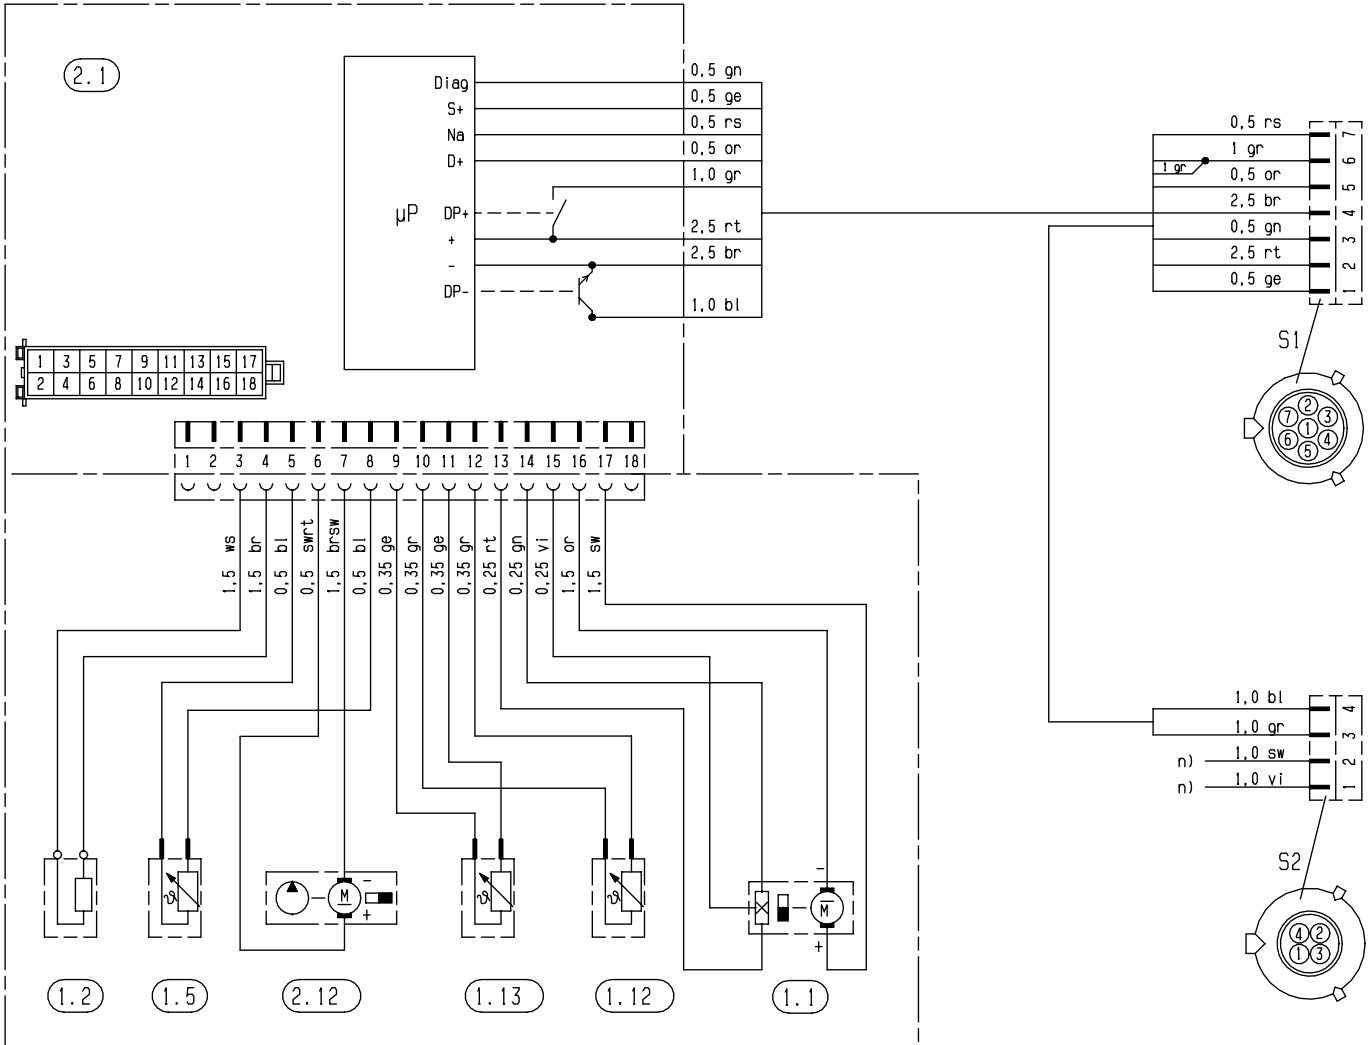 2.1
μP
Diag
S+
Na
D+
DP+
+
-
DP-
0,5 gn
0,5 ge
0,5 rs
0,5 or
1,0 gr
2,5 rt
2,5 br
1,0 bl
0,5 rs 7
1 gr 6
1 gr
0,5 or 5
2,5 br 4
0,5 gn 3
2,5 rt 2
0,5 ge 1
S1
2
7 3
1
6 4
5
1 3 5 7 9 11 13 15 17
2 4 6 8 10 12 14 16 18
1 2 3 4 5 6 7 8 9 10 11 12 13 14 15 16 17 18
1,5 ws
1,5 br
0,5 bl
0,5 swrt
1,5 brsw
0,5 bl
0,35 ge
0,35 gr
0,35 ge
0,35 gr
0,25 rt
0,25 gn
0,25 vi
1,5 or
1,5 sw
1,0 bl 4
1,0 gr 3
n) 1,0 sw 2
n) 1,0 vi 1
S2
4 2
1 3
ϑ
M
-
+
ϑ
ϑ
-
M
+
1.2
1.5
2.12
1.13
1.12
1.1